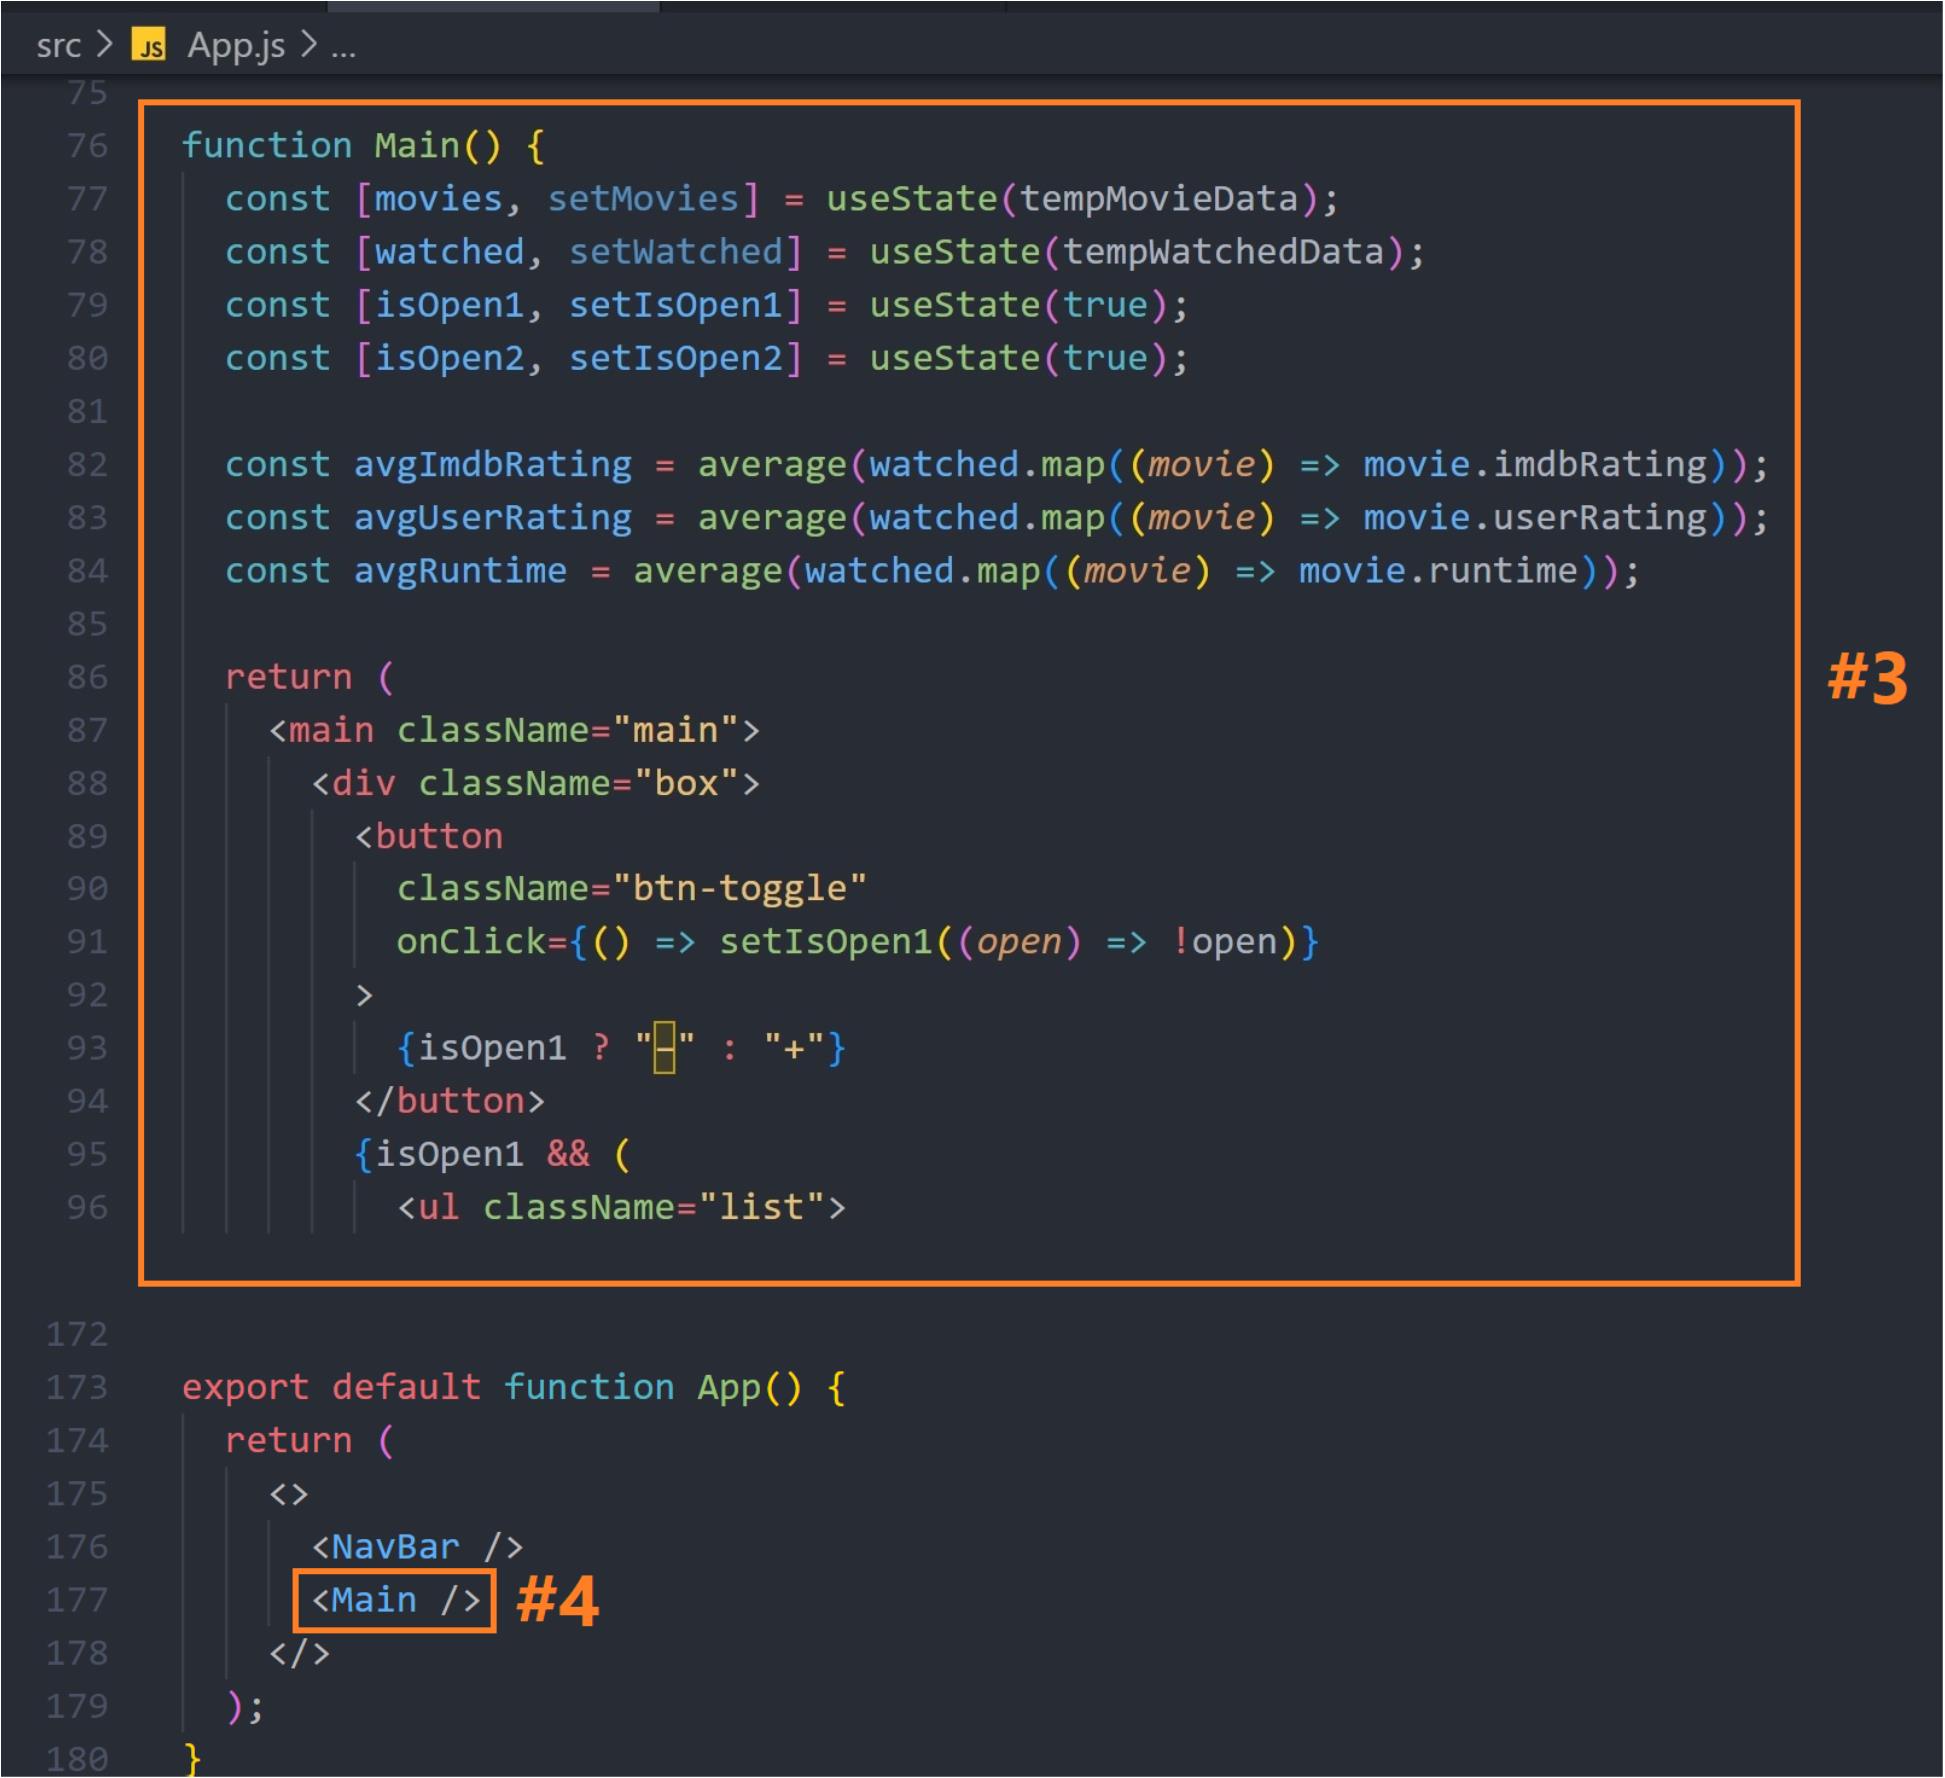 src > JS App.js > ...
75
76 function Main() {
77   const [movies, setMovies] = useState(tempMovieData);
78   const [watched, setWatched] = useState(tempWatchedData);
79   const [isOpen1, setIsOpen1] = useState(true);
80   const [isOpen2, setIsOpen2] = useState(true);
81
82   const avgImdbRating = average(watched.map((movie) => movie.imdbRating));
83   const avgUserRating = average(watched.map((movie) => movie.userRating));
84   const avgRuntime = average(watched.map((movie) => movie.runtime));
85
86   return (
#3
87     <main className="main">
88       <div className="box">
89         <button
90           className="btn-toggle"
91           onClick={() => setIsOpen1((open) => !open)}
92         >
93           {isOpen1 ? "–" : "+"}
94         </button>
95         {isOpen1 && (
96           <ul className="list">
172
173 export default function App() {
174   return (
175     <>
176       <NavBar />
177       <Main /> #4
178     </>
179   );
180 }